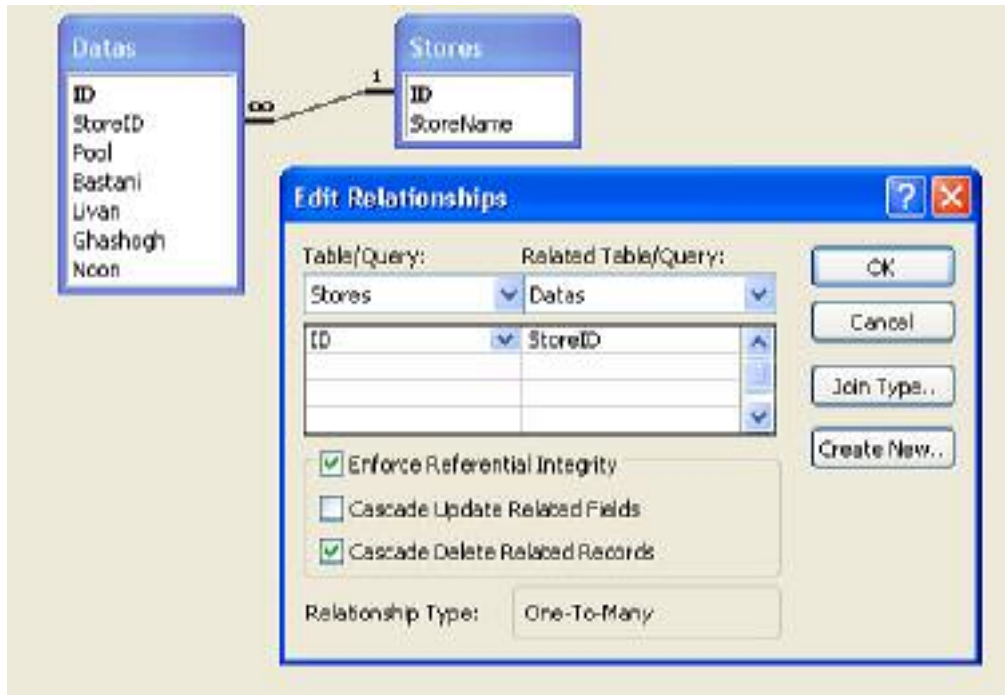 Datas
ID
StoreID
Pool
Bastani
Livan
Ghashogh
Noon
∞
1
Stores
ID
StoreName
Edit Relationships
Table/Query:
Related Table/Query:
Stores
Datas
ID
StoreID
Enforce Referential Integrity
Cascade Update Related Fields
Cascade Delete Related Records
Relationship Type:
One-To-Many
?
OK
Cancel
Join Type..
Create New..